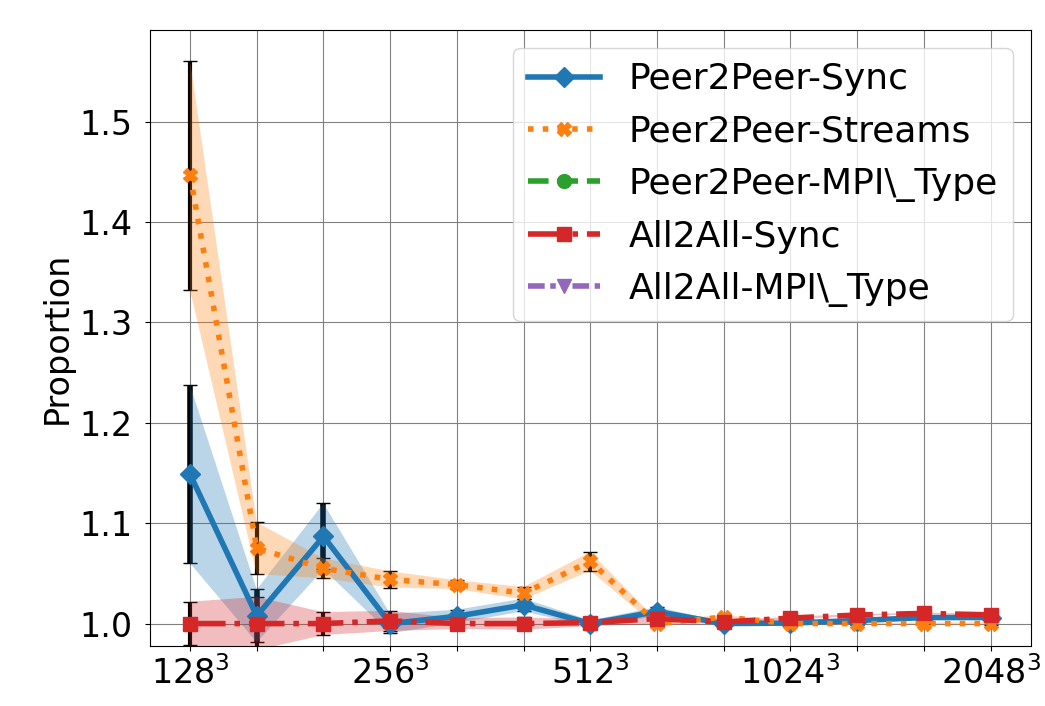 Peer2Peer-Sync
Peer2Peer-Streams
Peer2Peer-MPI\_Type
All2All-Sync
All2All-MPI\_Type
Proportion
1.5
1.4
1.3
1.2
1.1
1.0
128³ 256³ 512³ 1024³ 2048³